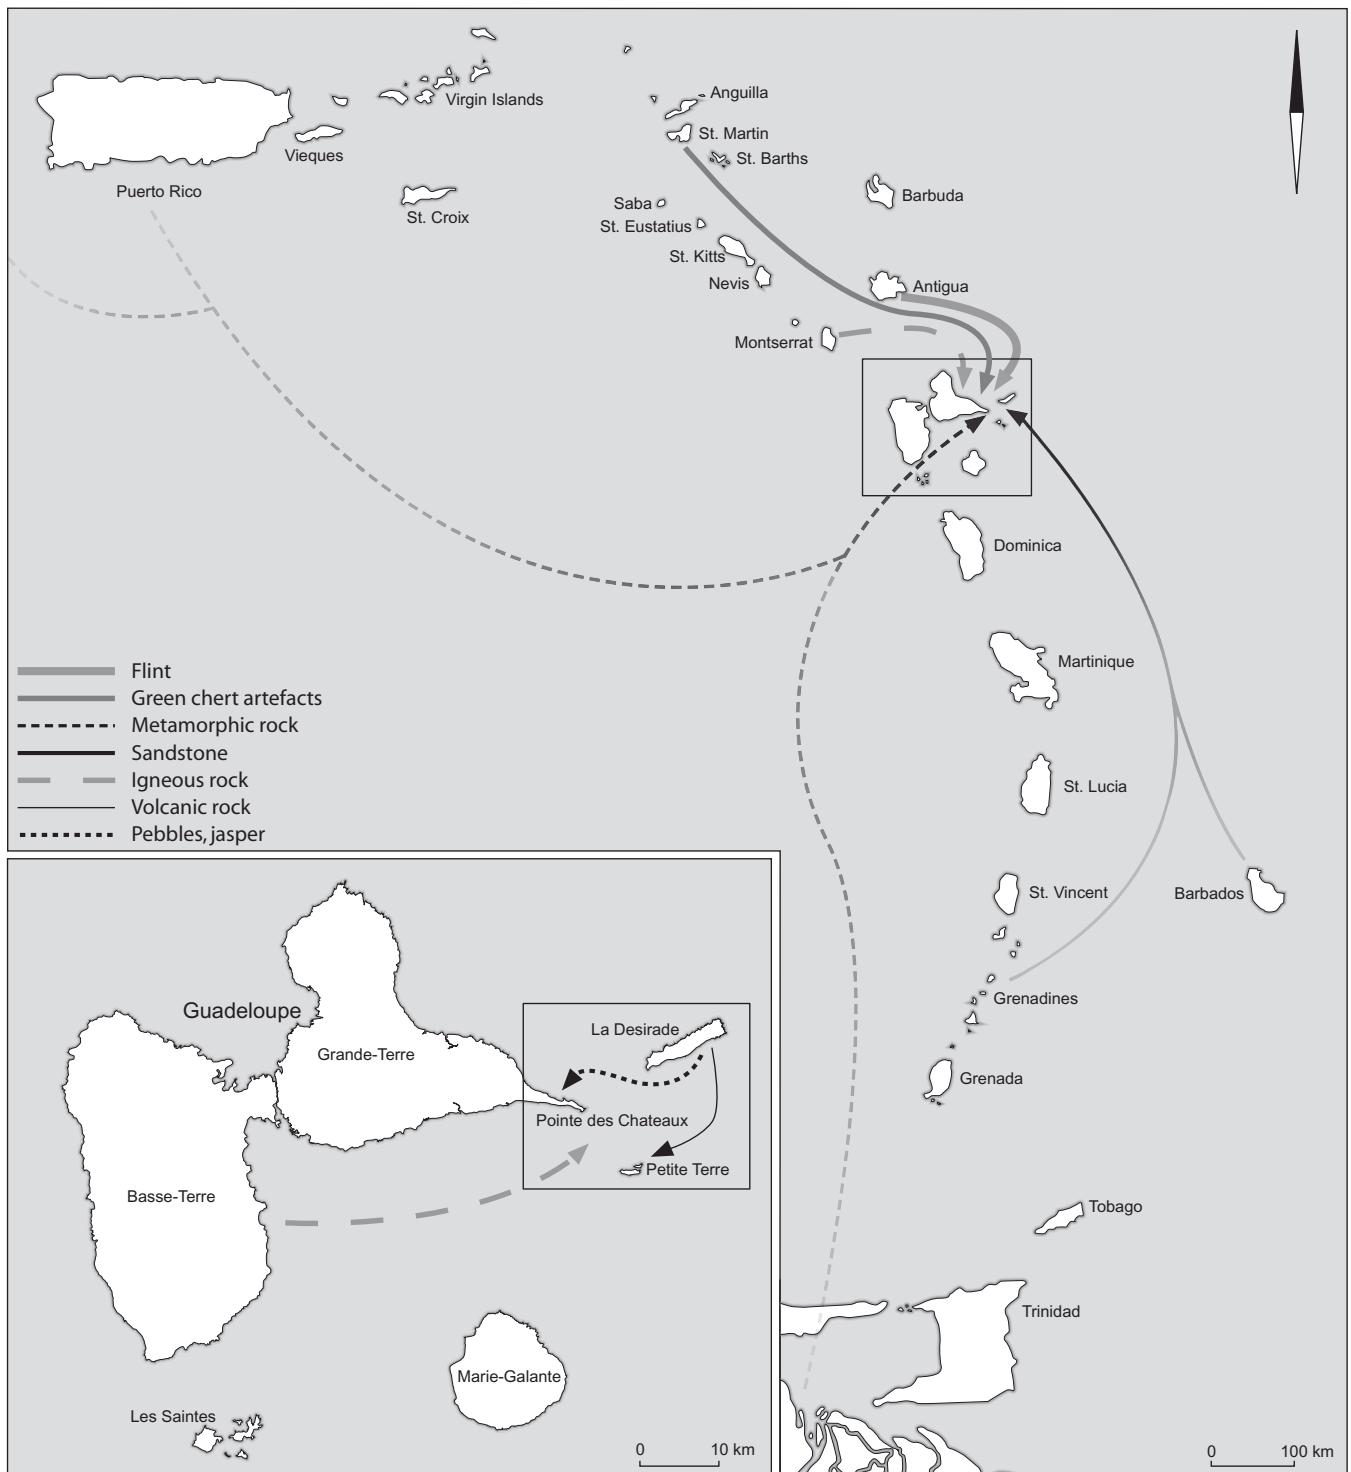 Anguilla
Virgin Islands
St. Martin
Vieques
St. Barths
Puerto Rico
Barbuda
Saba
St. Croix
St. Eustatius
St. Kitts
Nevis
Antigua
Montserrat
Dominica
Martinique
Flint
Green chert artefacts
Metamorphic rock
Sandstone
Igneous rock
Volcanic rock
Pebbles, jasper
St. Lucia
St. Vincent
Barbados
Grenadines
Grenada
Tobago
Trinidad
0 100 km
Guadeloupe
La Desirade
Grande-Terre
Pointe des Chateaux
Petite Terre
Basse-Terre
Marie-Galante
Les Saintes
0 10 km